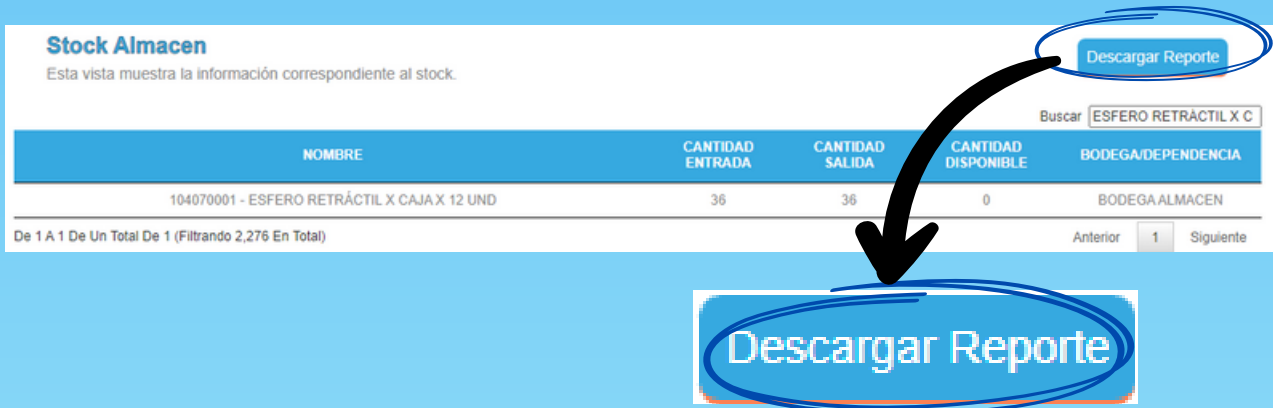 Stock Almacen
Esta vista muestra la información correspondiente al stock.
Descargar Reporte
Buscar ESFERO RETRÁCTIL X C
NOMBRE CANTIDAD ENTRADA CANTIDAD SALIDA CANTIDAD DISPONIBLE BODEGA/DEPENDENCIA
104070001 - ESFERO RETRÁCTIL X CAJA X 12 UND 36 36 0 BODEGA ALMACEN
De 1 A 1 De Un Total De 1 (Filtrando 2,276 En Total) Anterior 1 Siguiente
Descargar Reporte